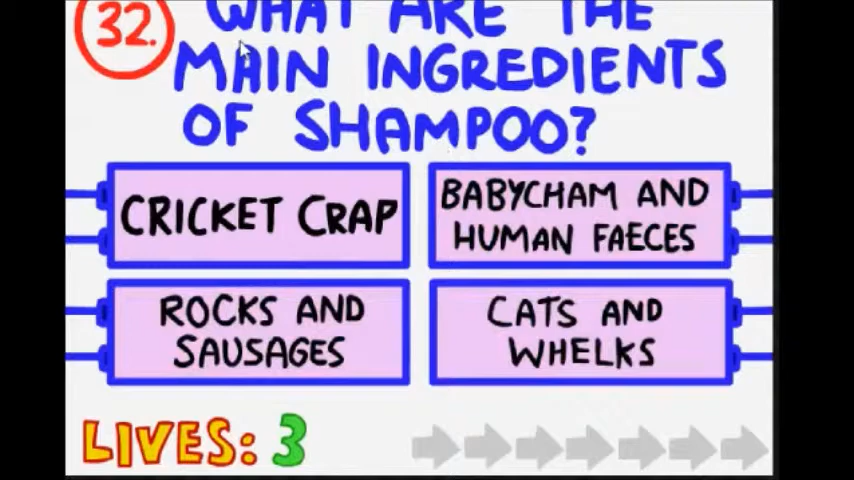 32.
WHAT ARE THE
MAIN INGREDIENTS
OF SHAMPOO?
CRICKET CRAP
BABYCHAM AND
HUMAN FAECES
ROCKS AND
SAUSAGES
CATS AND
WHELKS
LIVES: 3